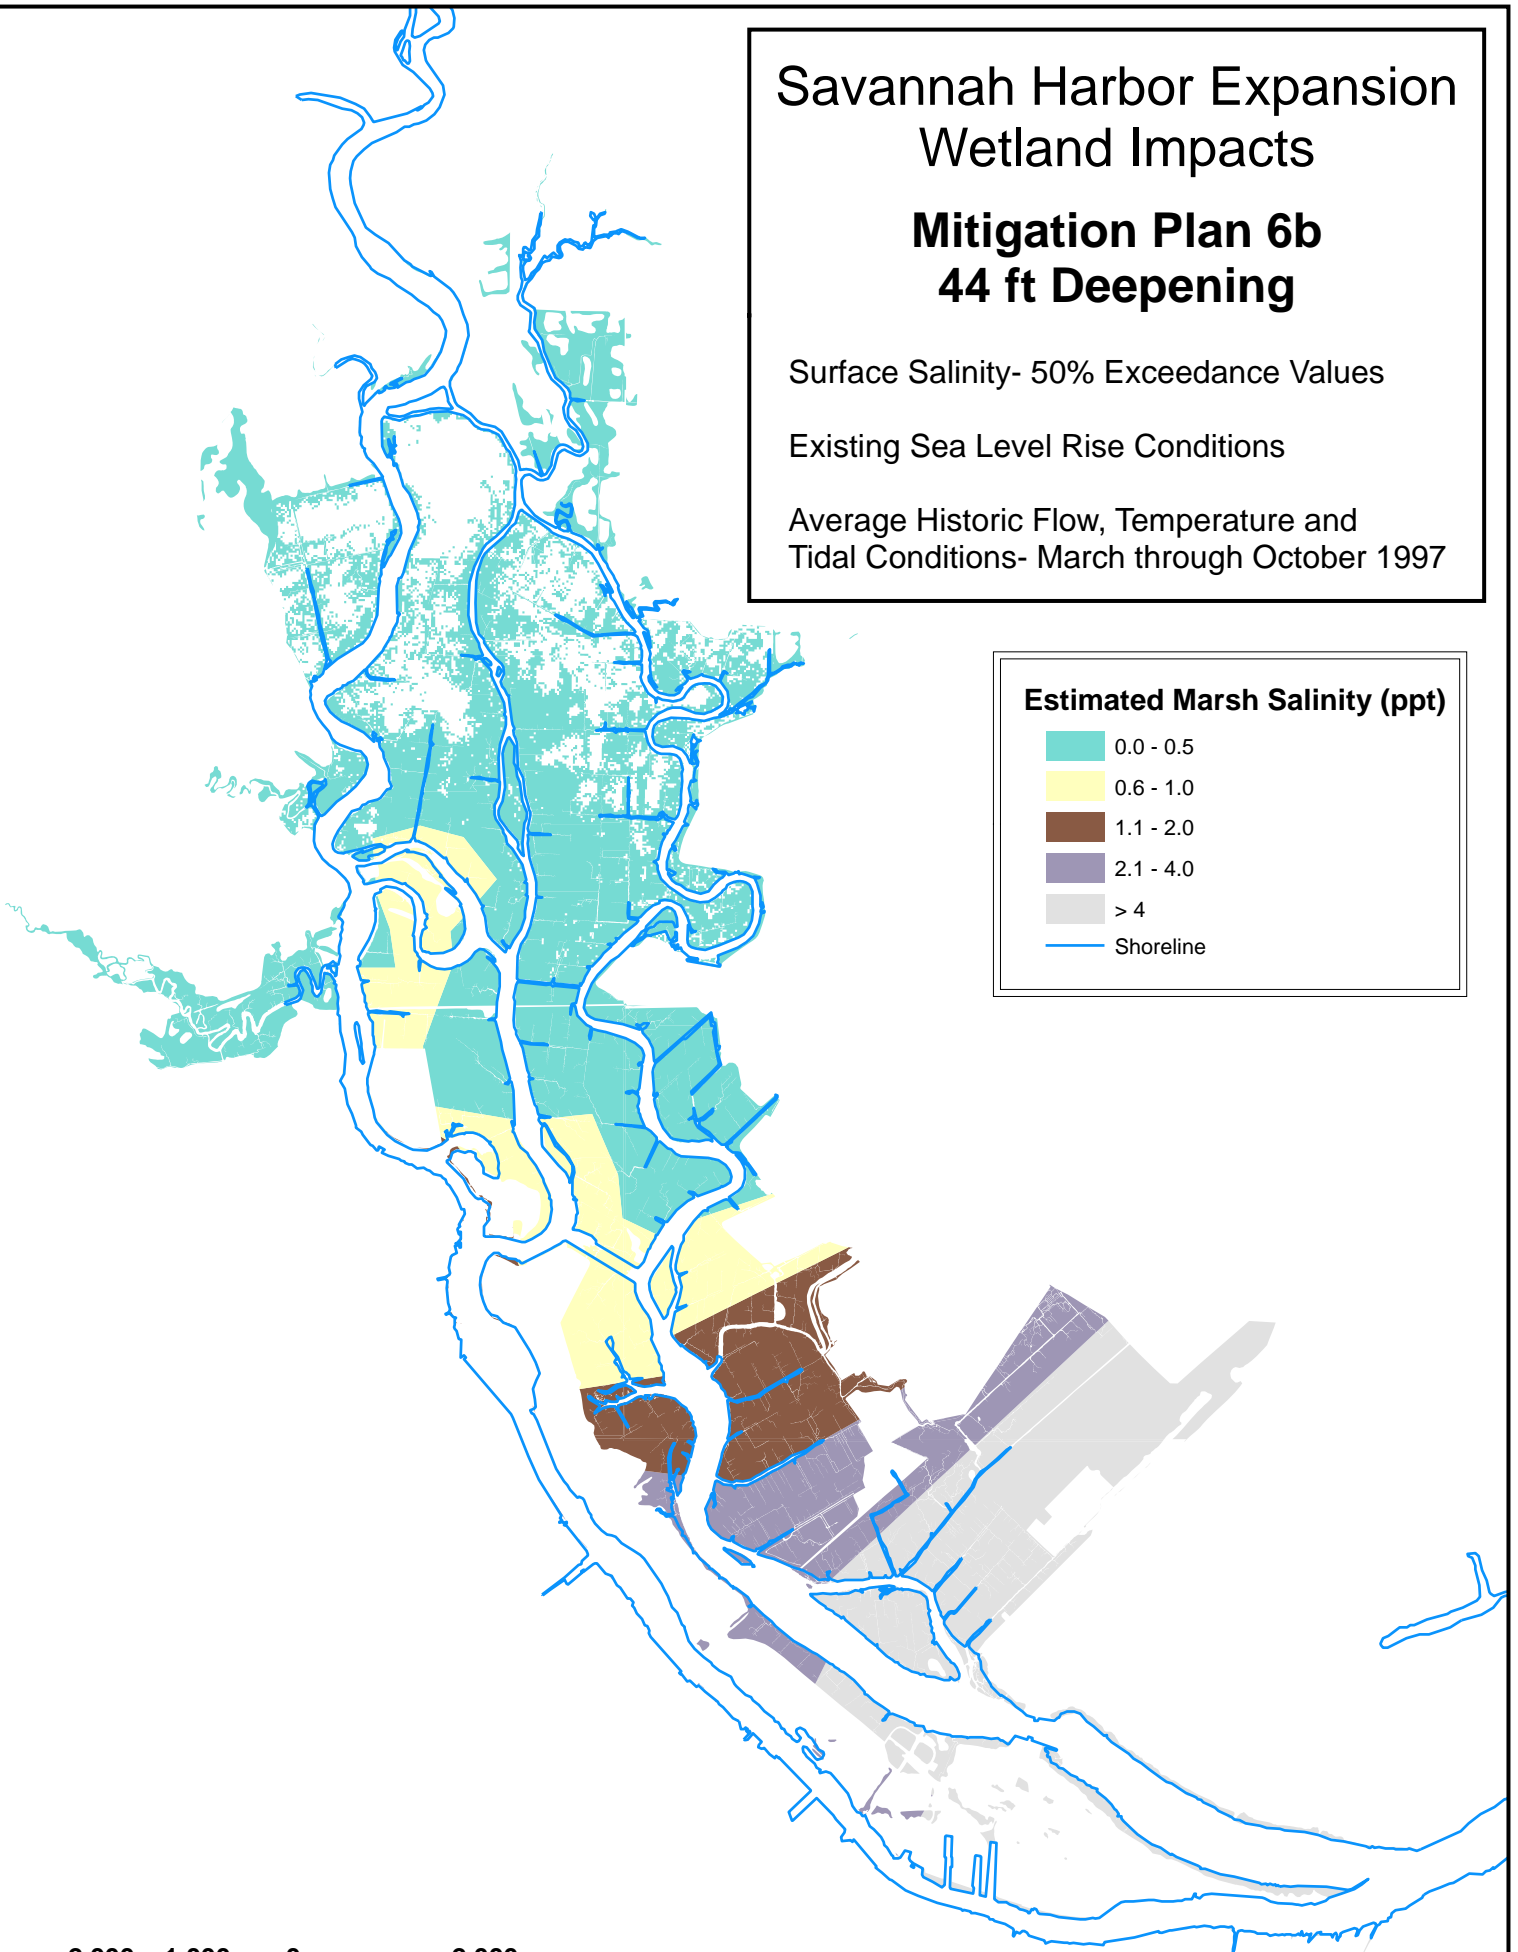 Savannah Harbor Expansion
Wetland Impacts
Mitigation Plan 6b
44 ft Deepening
Surface Salinity- 50% Exceedance Values
Existing Sea Level Rise Conditions
Average Historic Flow, Temperature and
Tidal Conditions- March through October 1997
Estimated Marsh Salinity (ppt)
0.0 - 0.5
0.6 - 1.0
1.1 - 2.0
2.1 - 4.0
> 4
Shoreline